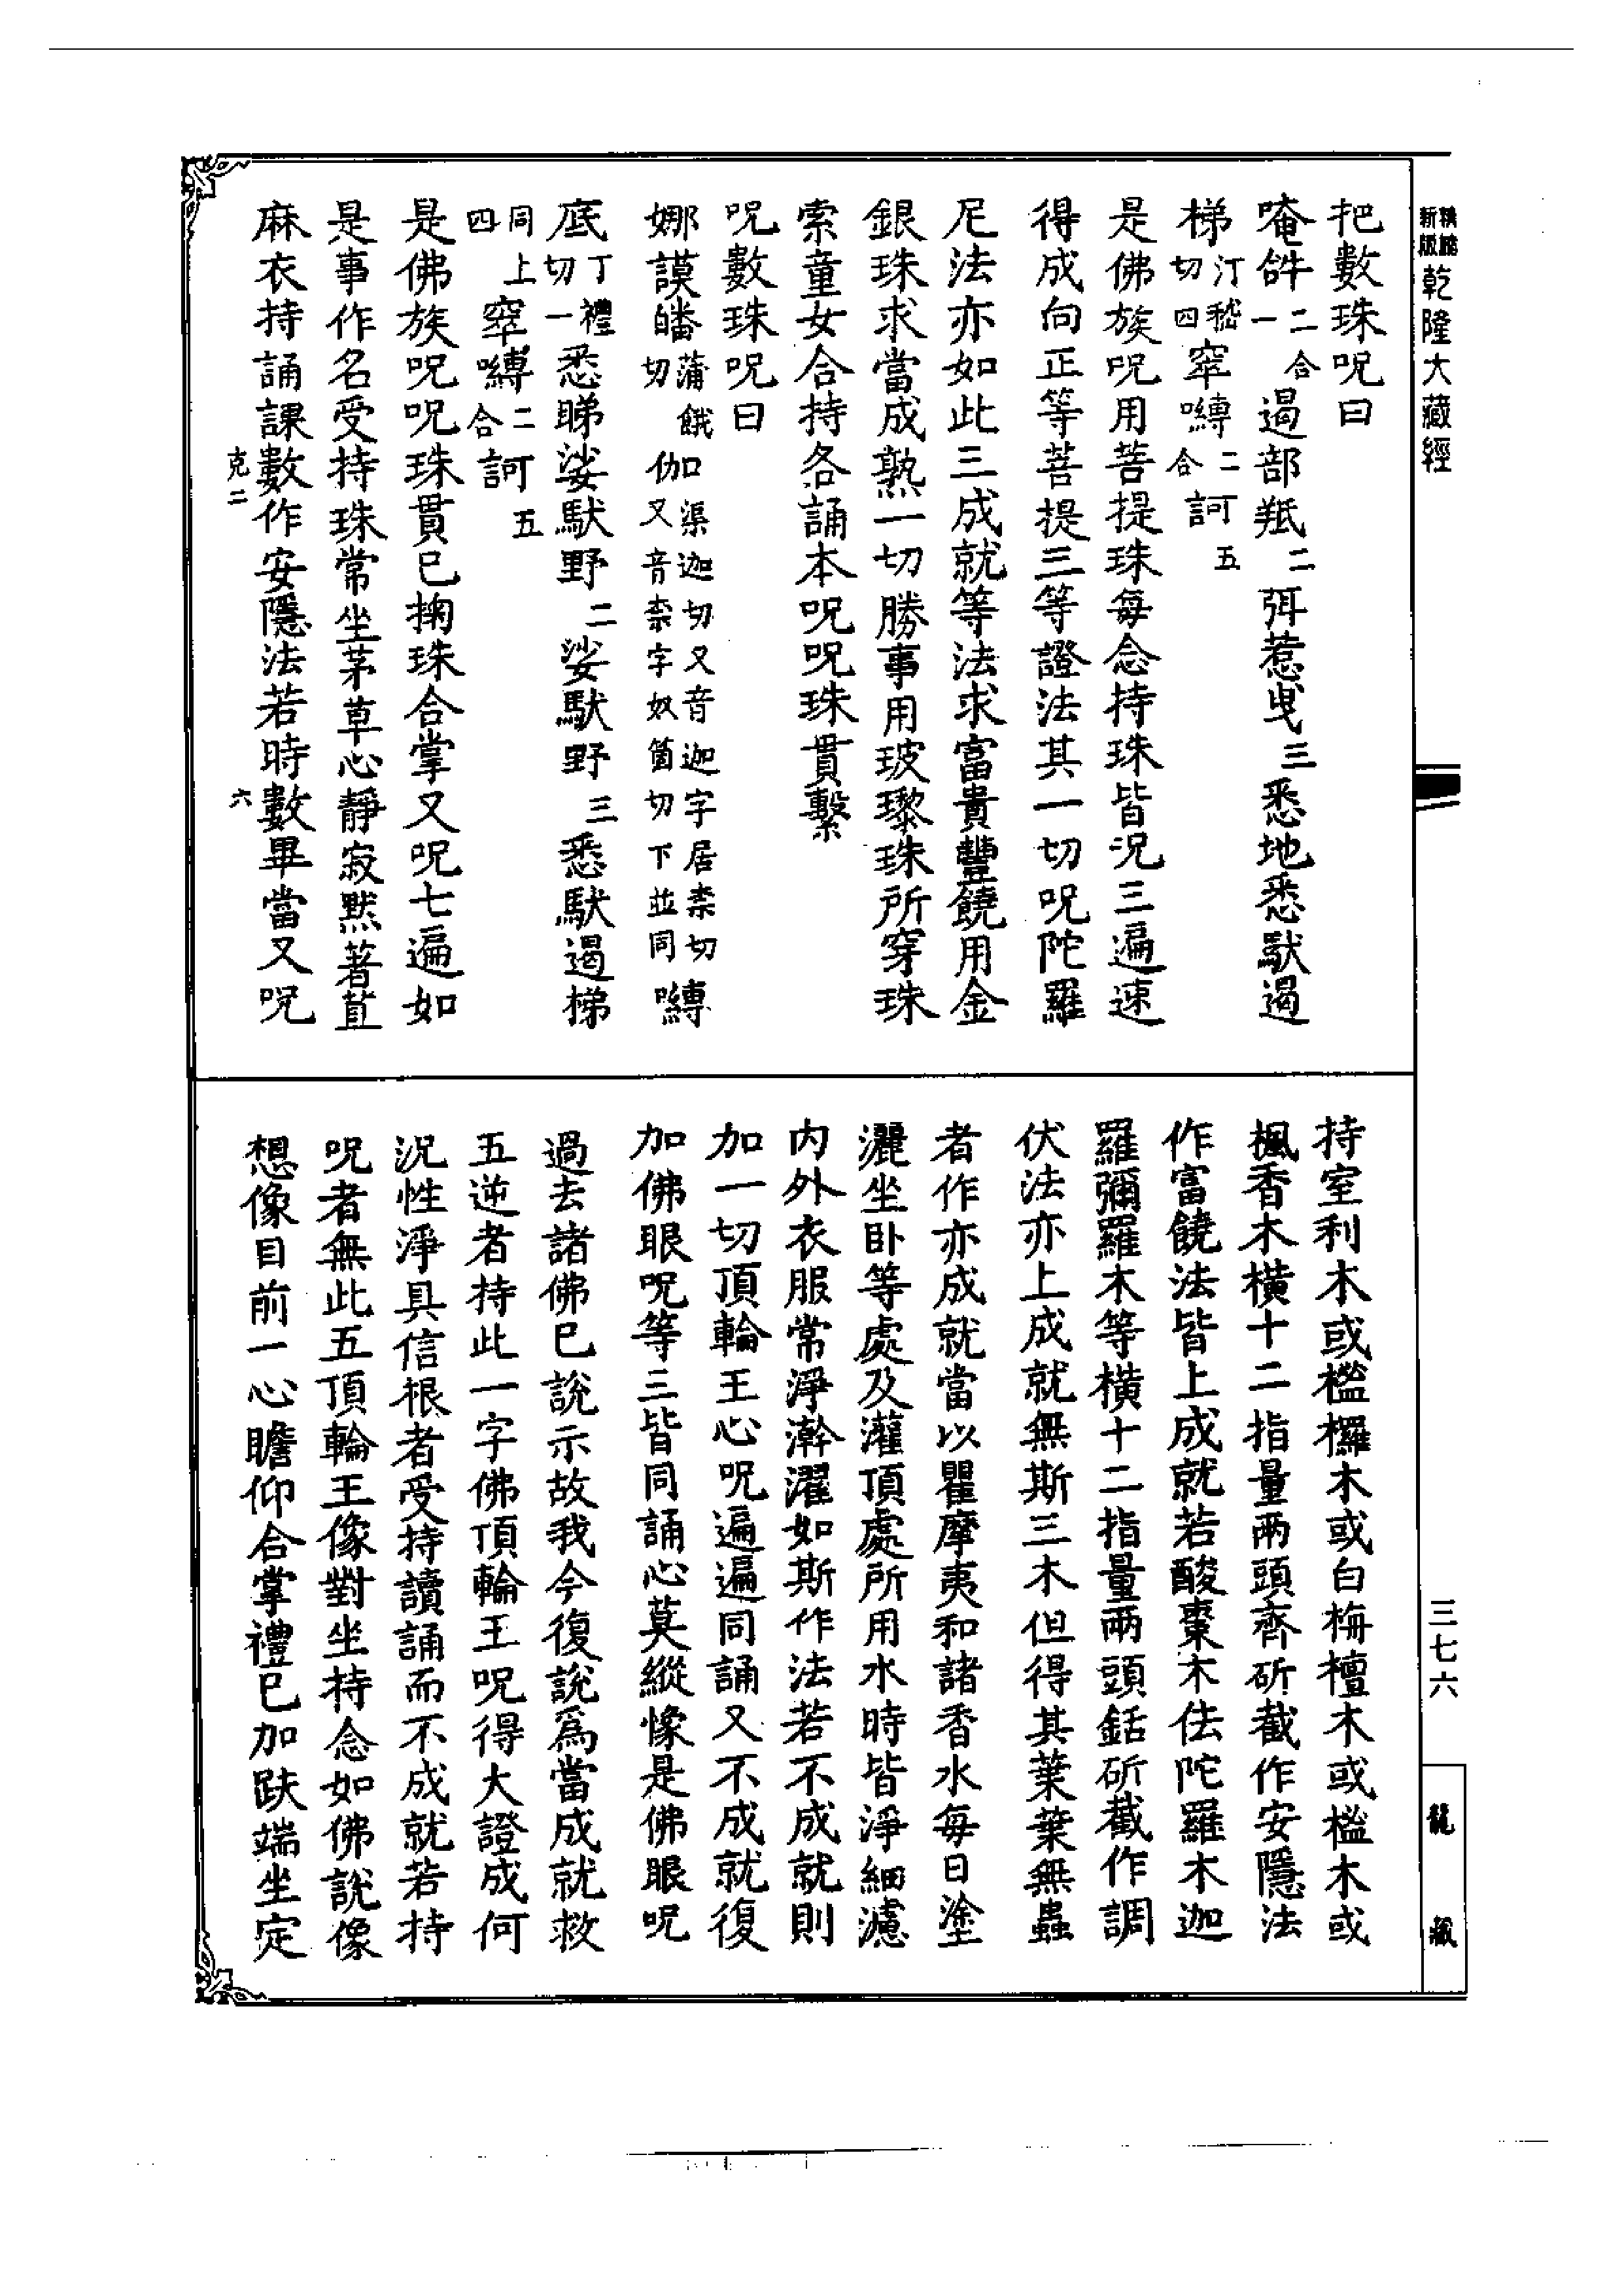 新版 精縮 乾隆大藏經
把數珠呪曰
唵𤙖二合一遏部羝二弭惹曳三悉地悉馱遏
梯汀嵇切四窣嚩二合訶五
是佛族呪用菩提珠每念持珠皆呪三遍速
得成向正等菩提三等證法其一切呪陀羅
尼法亦如此三成就等法求富貴豐饒用金
銀珠求當成熟一切勝事用玻瓈珠所穿珠
索童女合持各誦本呪呪珠貫繫
呪數珠呪曰
娜謨皤蒲餓切伽渠迦切又音迦字居柰切又音柰字奴箇切下並同嚩
底丁禮切一悉睇娑馱野二娑馱野三悉馱遏梯
同上四窣嚩二合訶五
是佛族呪呪珠貫已掬珠合掌又呪七遍如
是事作名受持珠常坐茅草心靜寂默著苴
麻衣持誦課數作安隱法若時數畢當又呪
克二 六
持室利木或櫨欏木或白栴檀木或櫨木或
楓香木橫十二指量兩頭齊斫截作安隱法
作富饒法皆上成就若酸棗木佉陀羅木迦
羅彌羅木等橫十二指量兩頭銛斫截作調
伏法亦上成就無斯三木但得其葉葉無蟲
者作亦成就當以瞿摩夷和諸香水每日塗
灑坐臥等處及灌頂處所用水時皆淨細濾
內外衣服常淨澣濯如斯作法若不成就則
加一切頂輪王心呪遍遍同誦又不成就復
加佛眼呪等三皆同誦心莫縱慠是佛眼呪
過去諸佛已說示故我今復說爲當成就救
五逆者持此一字佛頂輪王呪得大證成何
況性淨具信根者受持讀誦而不成就若持
呪者無此五頂輪王像對坐持念如佛說像
想像目前一心瞻仰合掌禮已加趺端坐定
三七六
龍藏